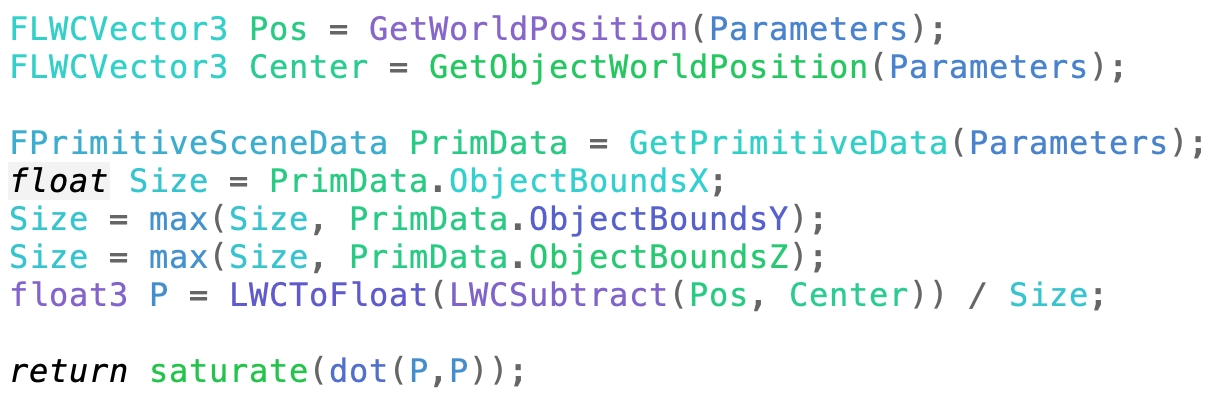 FLWCVector3 Pos = GetWorldPosition(Parameters);
FLWCVector3 Center = GetObjectWorldPosition(Parameters);
FPrimitiveSceneData PrimData = GetPrimitiveData(Parameters);
float Size = PrimData.ObjectBoundsX;
Size = max(Size, PrimData.ObjectBoundsY);
Size = max(Size, PrimData.ObjectBoundsZ);
float3 P = LWCToFloat(LWCSubtract(Pos, Center)) / Size;
return saturate(dot(P,P));